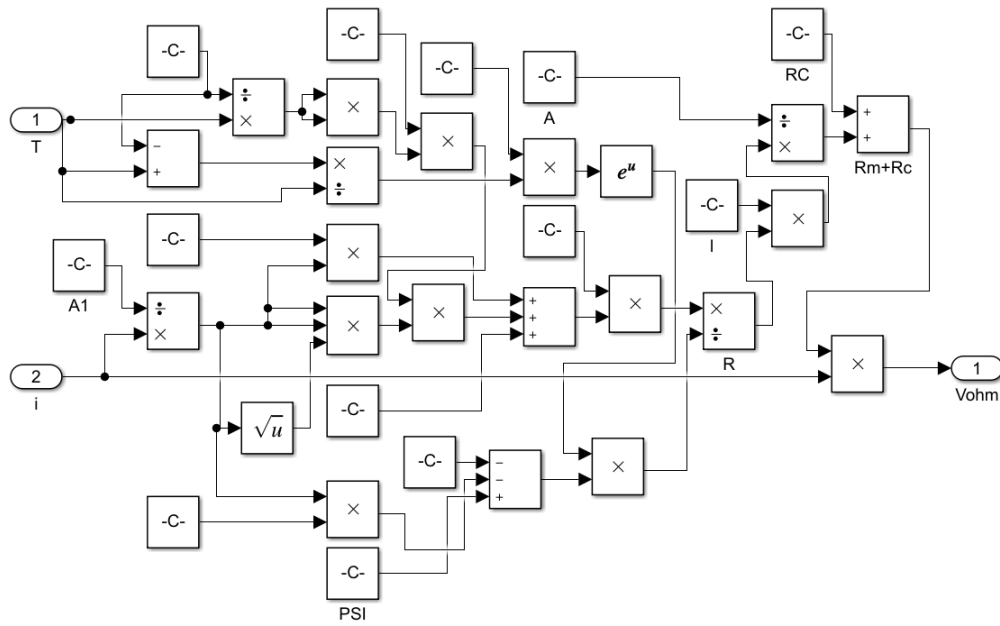 -C-
-C-
-C-
-C-
A
-C-
RC
1
T
÷
×
×
×
÷
×
+
+
Rm+Rc
−
+
×
÷
×
e^u
-C-
I
×
-C-
-C-
×
-C-
A1
÷
×
×
×
+
+
+
×
×
÷
R
2
i
×
1
Vohm
-C-
√u
-C-
−
−
+
×
-C-
×
-C-
PSI